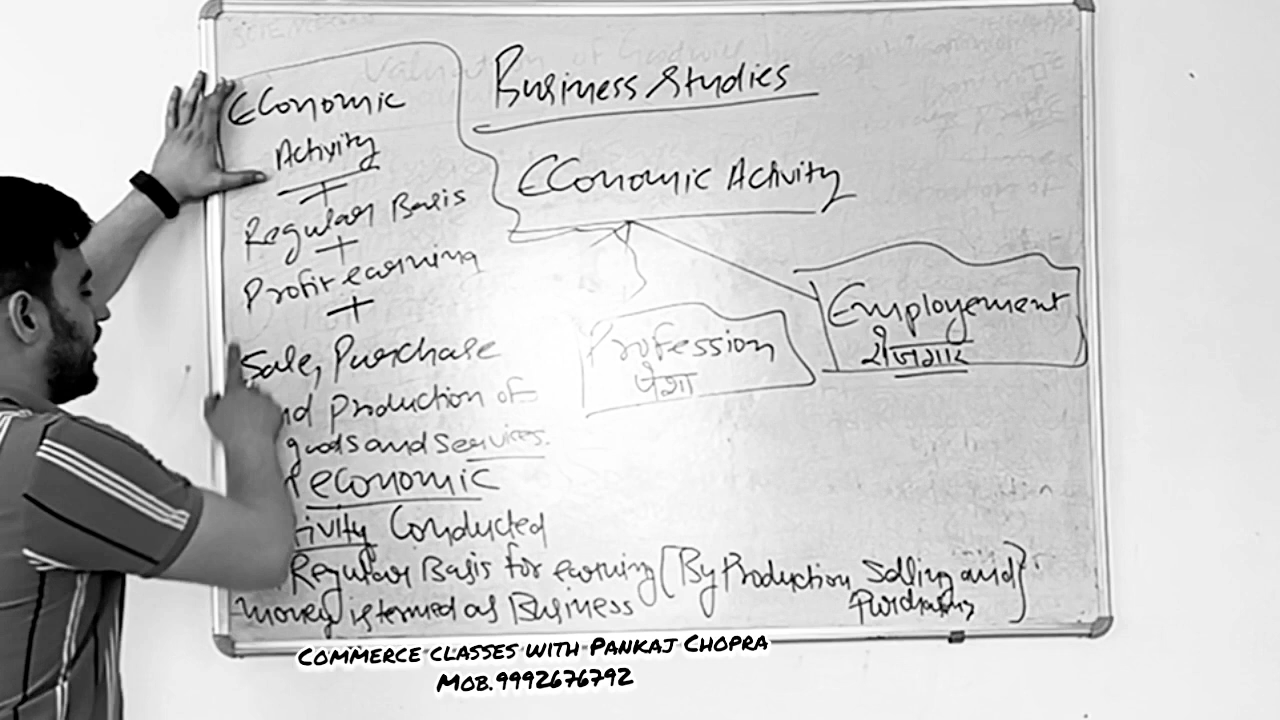 Business Studies
Economic Activity
Profession
पेशा
Employement
रोजगार
Economic
Activity
+
Regular Basis
+
Profit earning
+
Sale, Purchase
nd production of
goods and services.
economic
ivity Conducted
Regular Basis for earning (By Production, Selling and
Purchasing }
money is termed as Business
Commerce classes with Pankaj Chopra
Mob.9992676792